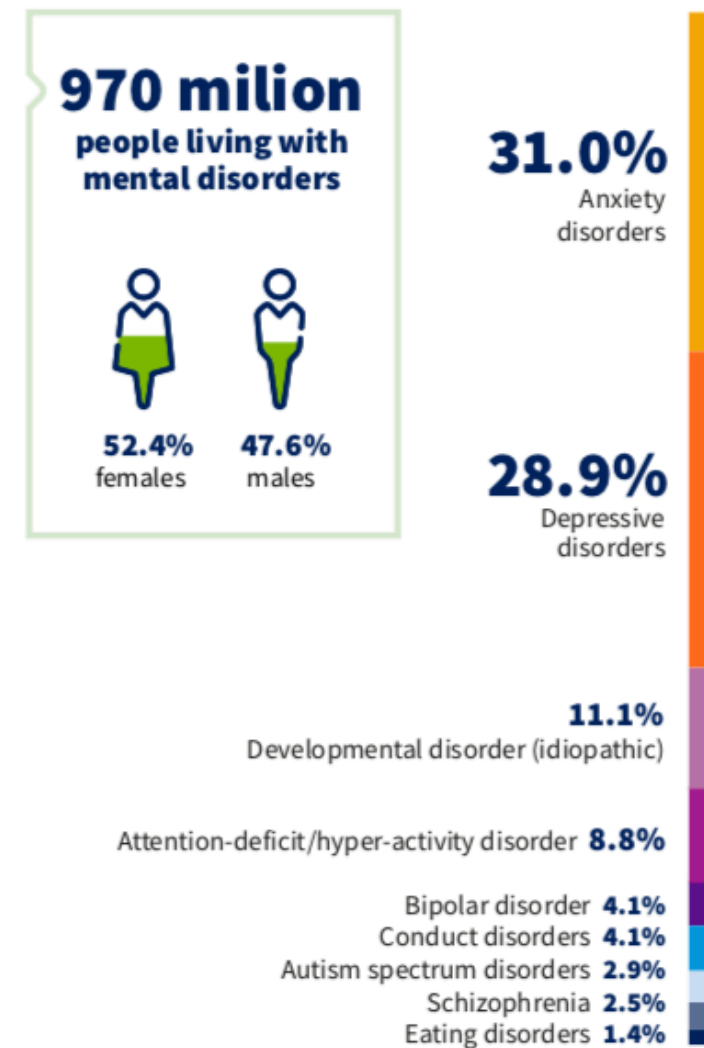 970 milion
people living with
mental disorders
52.4%
females
47.6%
males
31.0%
Anxiety
disorders
28.9%
Depressive
disorders
11.1%
Developmental disorder (idiopathic)
Attention-deficit/hyper-activity disorder 8.8%
Bipolar disorder 4.1%
Conduct disorders 4.1%
Autism spectrum disorders 2.9%
Schizophrenia 2.5%
Eating disorders 1.4%